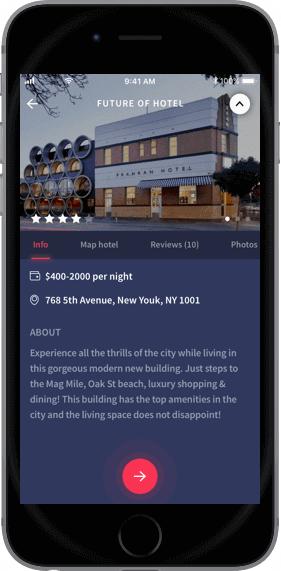 9:41 AM
100%
FUTURE OF HOTEL
PRAHRAN HOTEL
Info
Map hotel
Reviews (10)
Photos
$400-2000 per night
768 5th Avenue, New Youk, NY 1001
ABOUT
Experience all the thrills of the city while living in
this gorgeous modern new building. Just steps to
the Mag Mile, Oak St beach, luxury shopping &
dining! This building has the top amenities in the
city and the living space does not disappoint!